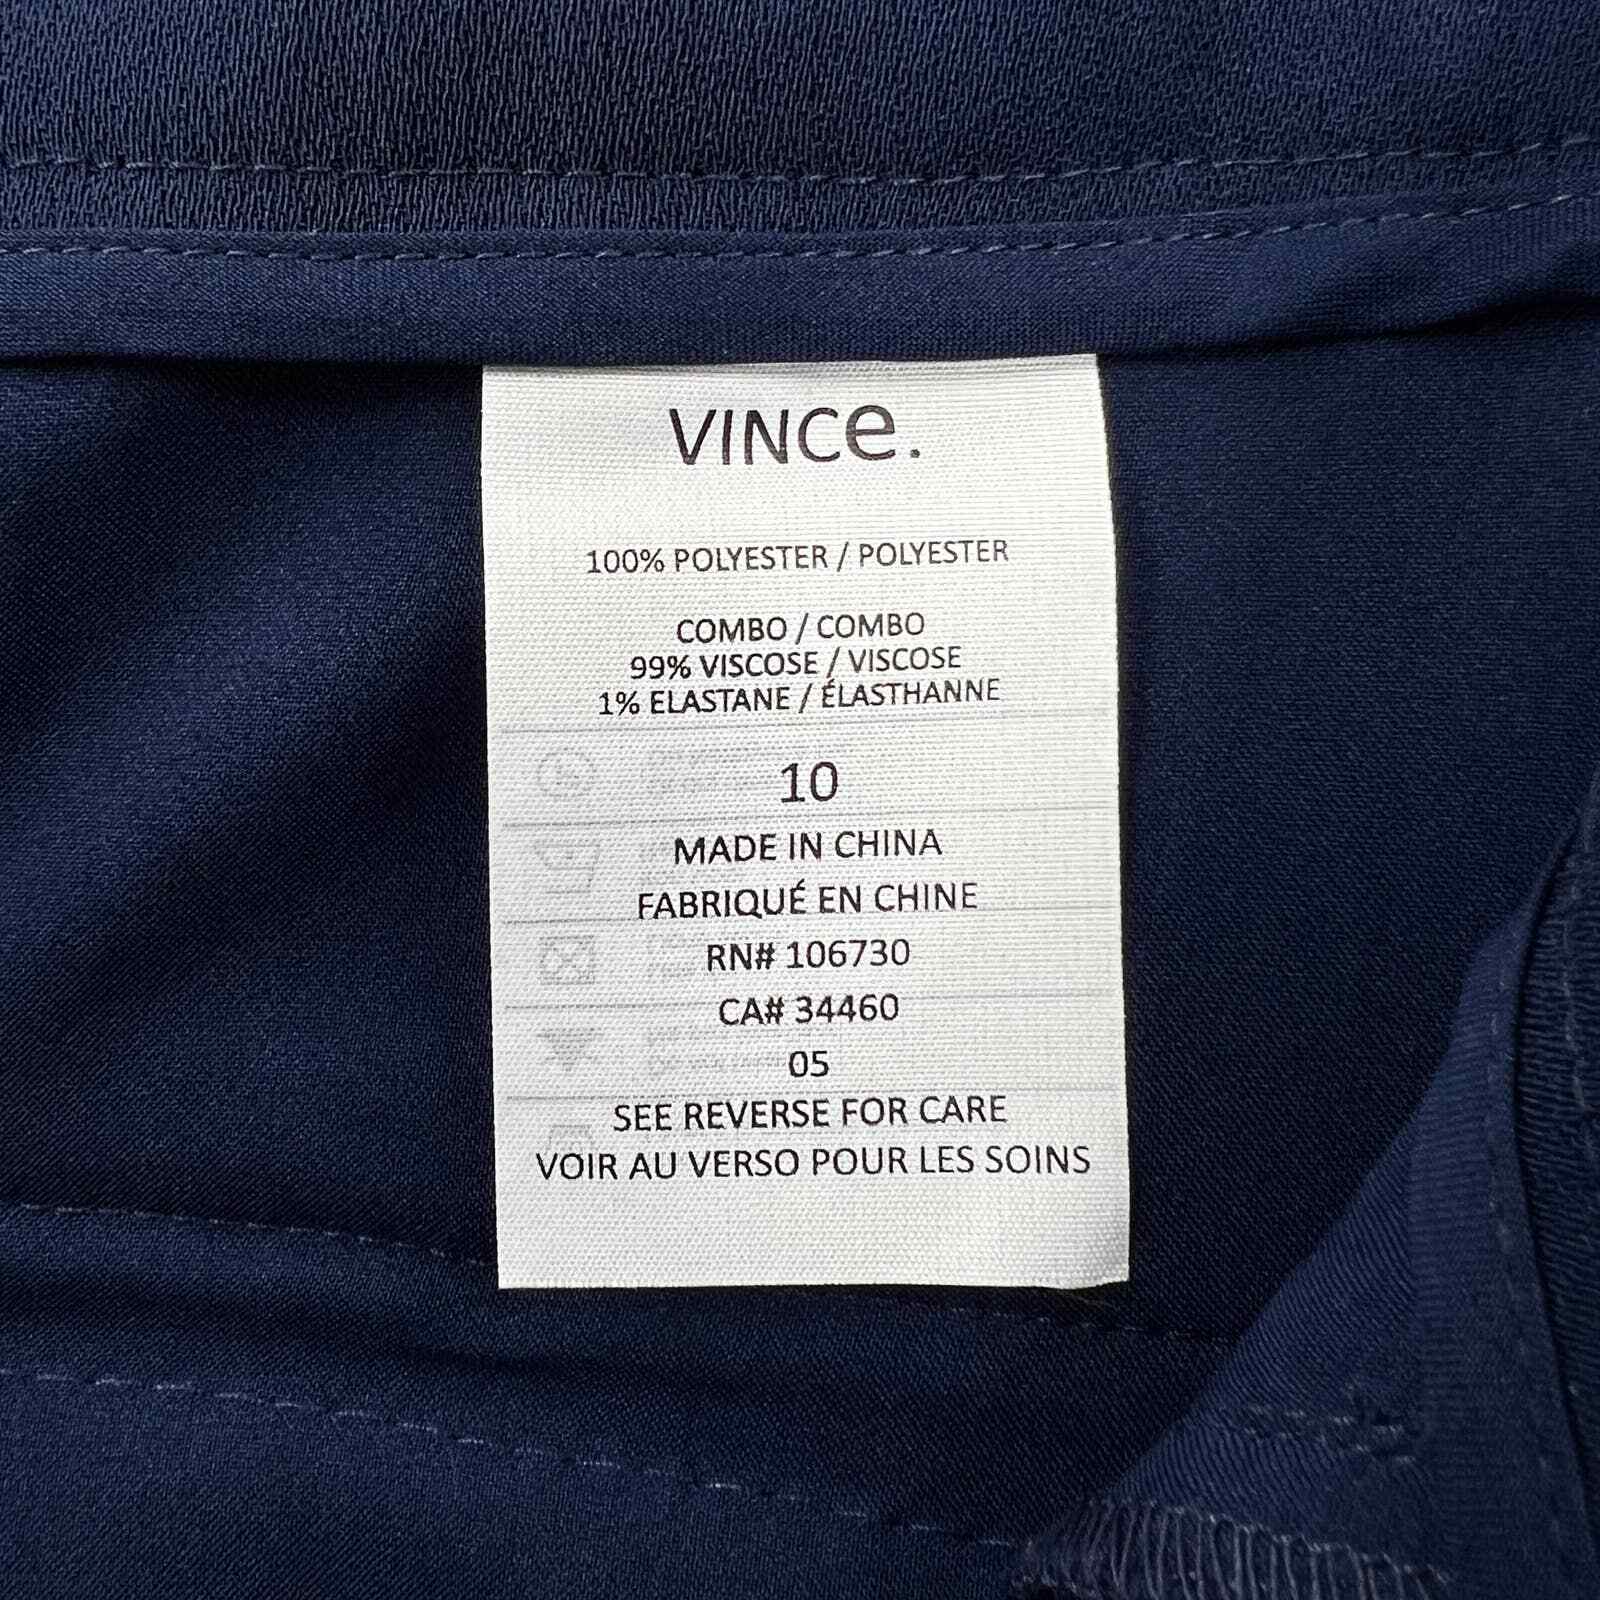 VINCe.
100% POLYESTER / POLYESTER
COMBO / COMBO
99% VISCOSE / VISCOSE
1% ELASTANE / ÉLASTHANNE
10
MADE IN CHINA
FABRIQUÉ EN CHINE
RN# 106730
CA# 34460
05
SEE REVERSE FOR CARE
VOIR AU VERSO POUR LES SOINS